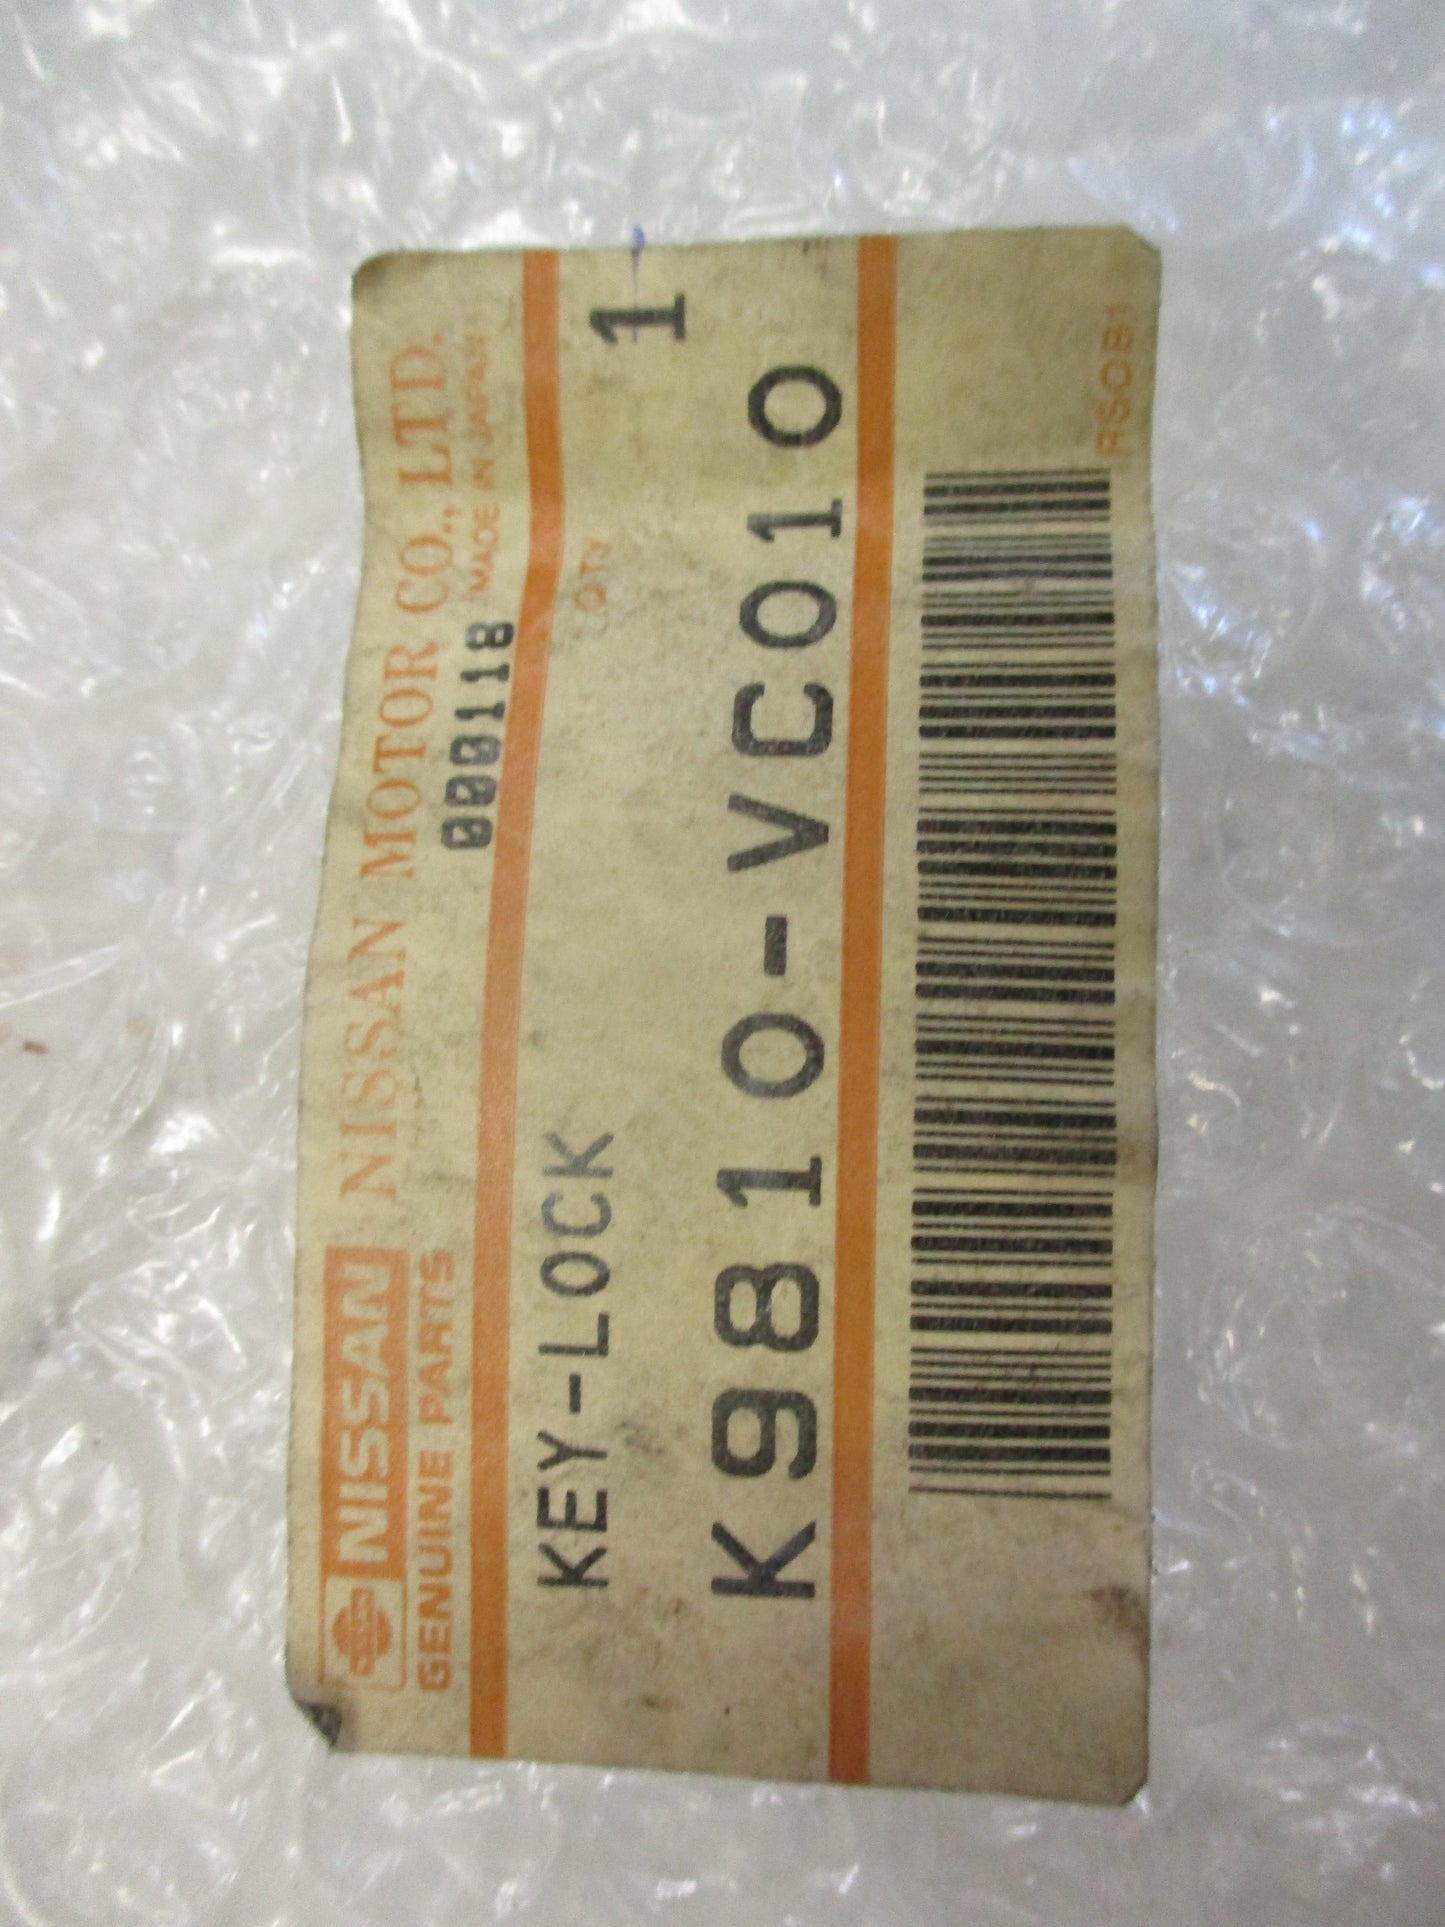 NISSAN NISSAN MOTOR CO., LTD.
GENUINE PARTS 000118 MADE IN JAPAN
KEY-LOCK QTY 1
K9810-VC010
RSOB1